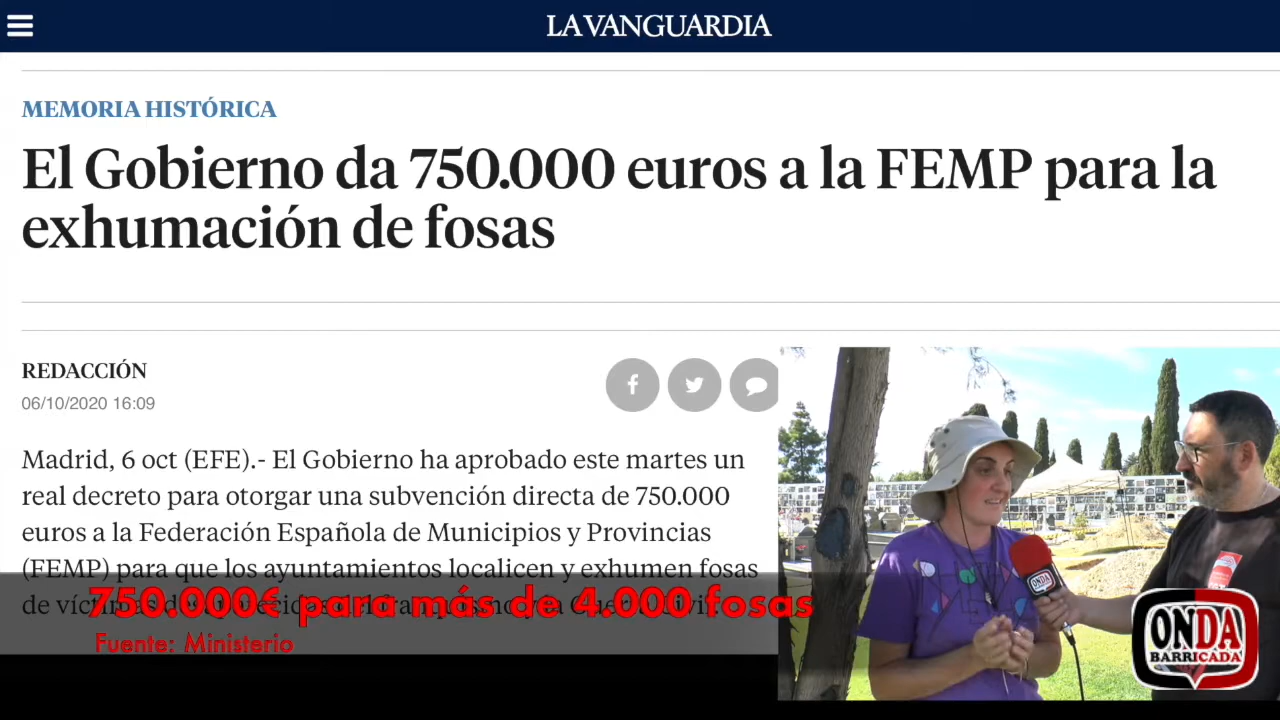 LA VANGUARDIA
MEMORIA HISTÓRICA
El Gobierno da 750.000 euros a la FEMP para la
exhumación de fosas
REDACCIÓN
06/10/2020 16:09
Madrid, 6 oct (EFE).- El Gobierno ha aprobado este martes un
real decreto para otorgar una subvención directa de 750.000
euros a la Federación Española de Municipios y Provincias
(FEMP) para que los ayuntamientos localicen y exhumen fosas
de víctimas
750.000€ para más de 4.000 fosas
Fuente: Ministerio
ONDA
ONDA
BARRICADA